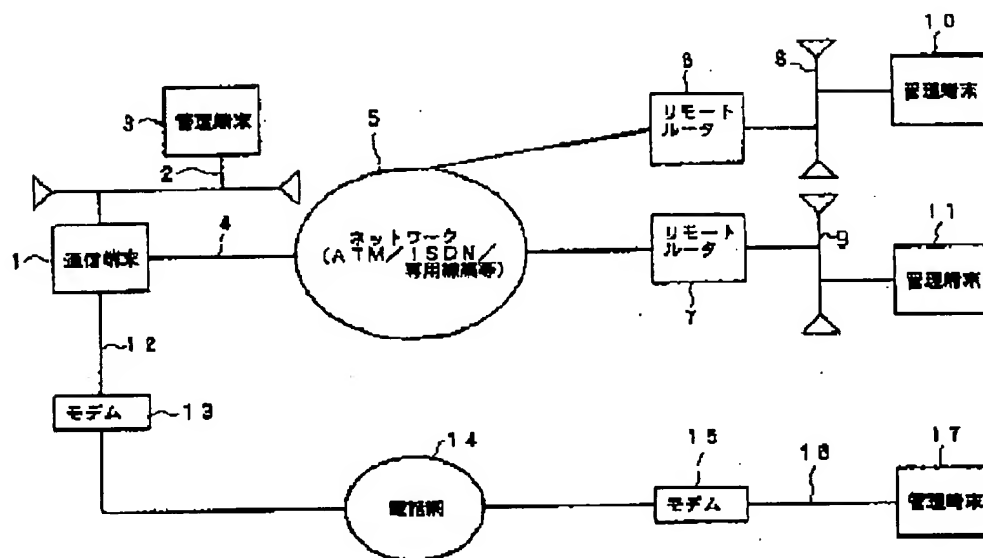 10
8
6
管理端末
リモート
ルータ
3
管理端末
5
2
11
4
ネットワーク
(ATM/ISDN/
専用線網等)
リモート
ルータ
9
管理端末
1
通信端末
7
12
モデム
13
14
15
16
17
電話網
モデム
管理端末